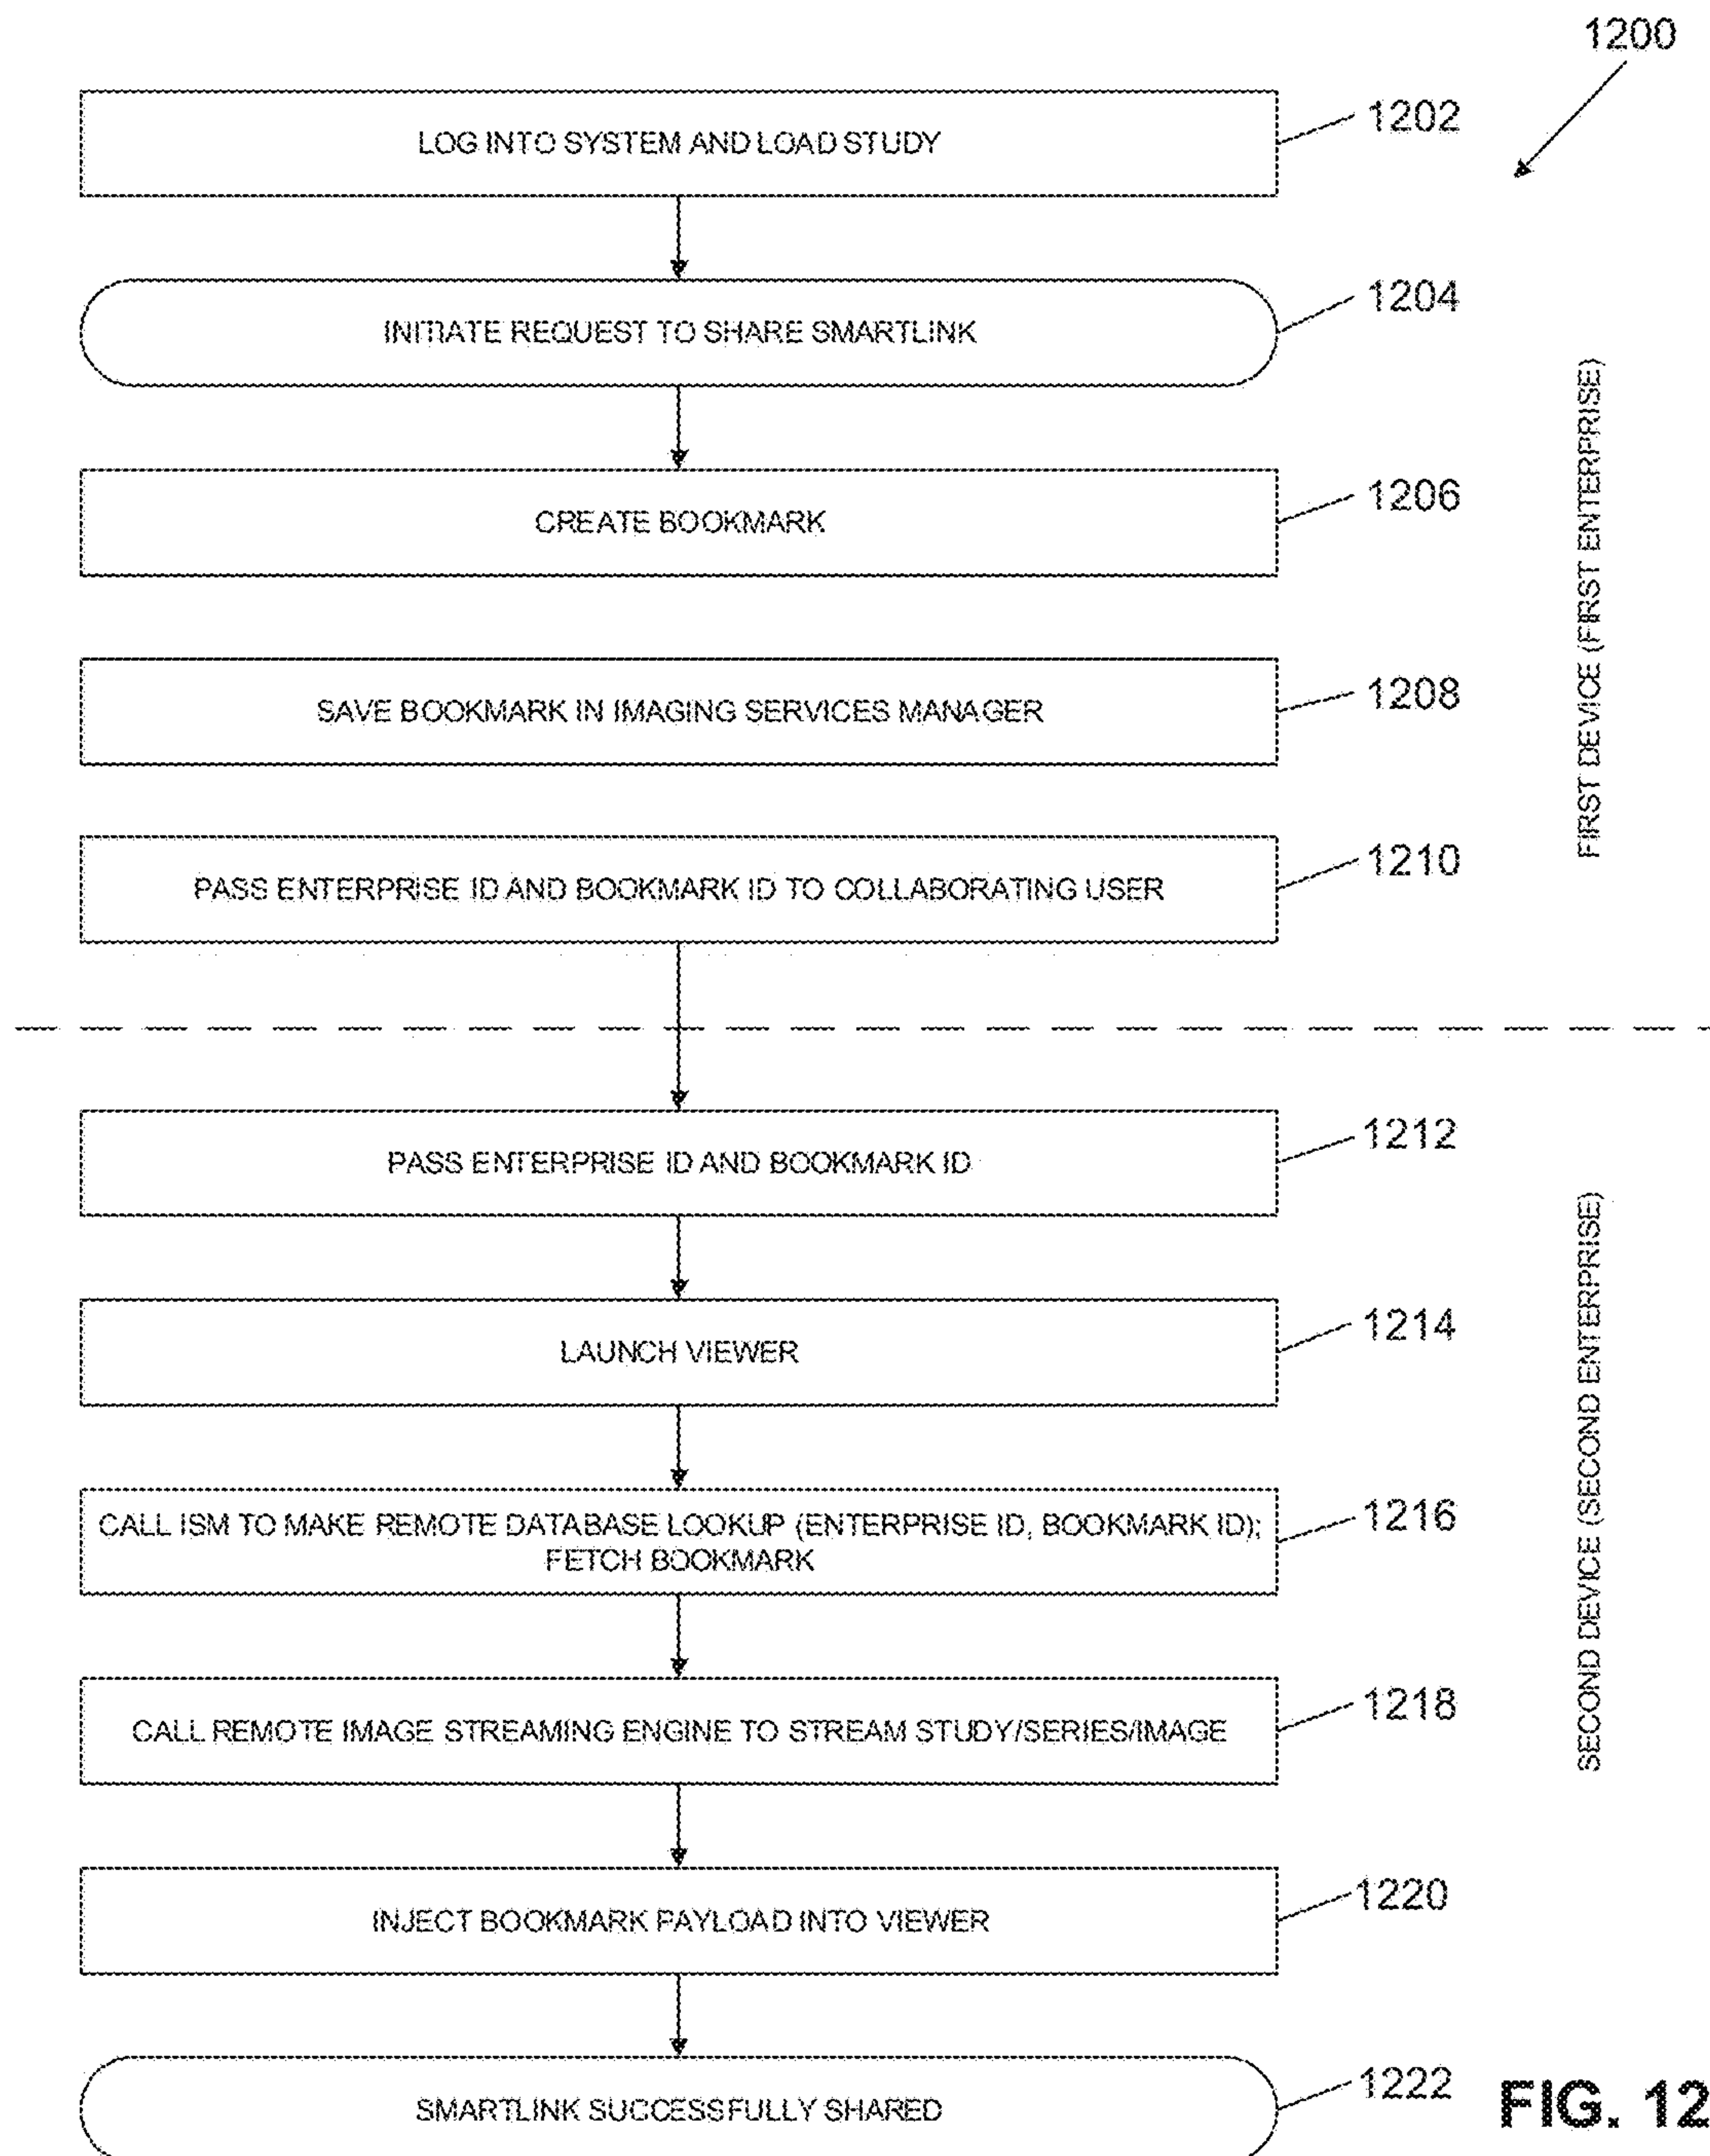 1200
LOG INTO SYSTEM AND LOAD STUDY
1202
INITIATE REQUEST TO SHARE SMARTLINK
1204
CREATE BOOKMARK
1206
SAVE BOOKMARK IN IMAGING SERVICES MANAGER
1208
PASS ENTERPRISE ID AND BOOKMARK ID TO COLLABORATING USER
1210
FIRST DEVICE (FIRST ENTERPRISE)
PASS ENTERPRISE ID AND BOOKMARK ID
1212
LAUNCH VIEWER
1214
CALL ISM TO MAKE REMOTE DATABASE LOOKUP (ENTERPRISE ID, BOOKMARK ID);
FETCH BOOKMARK
1216
CALL REMOTE IMAGE STREAMING ENGINE TO STREAM STUDY/SERIES/IMAGE
1218
INJECT BOOKMARK PAYLOAD INTO VIEWER
1220
SMARTLINK SUCCESSFULLY SHARED
1222
SECOND DEVICE (SECOND ENTERPRISE)
FIG. 12